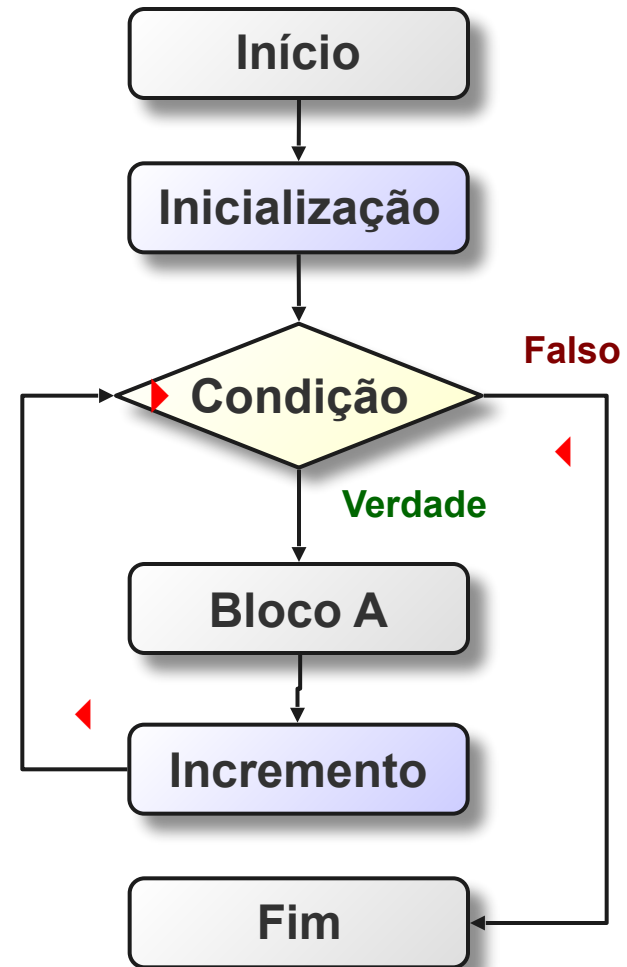 Início
Inicialização
Falso
Condição
Verdade
Bloco A
Incremento
Fim